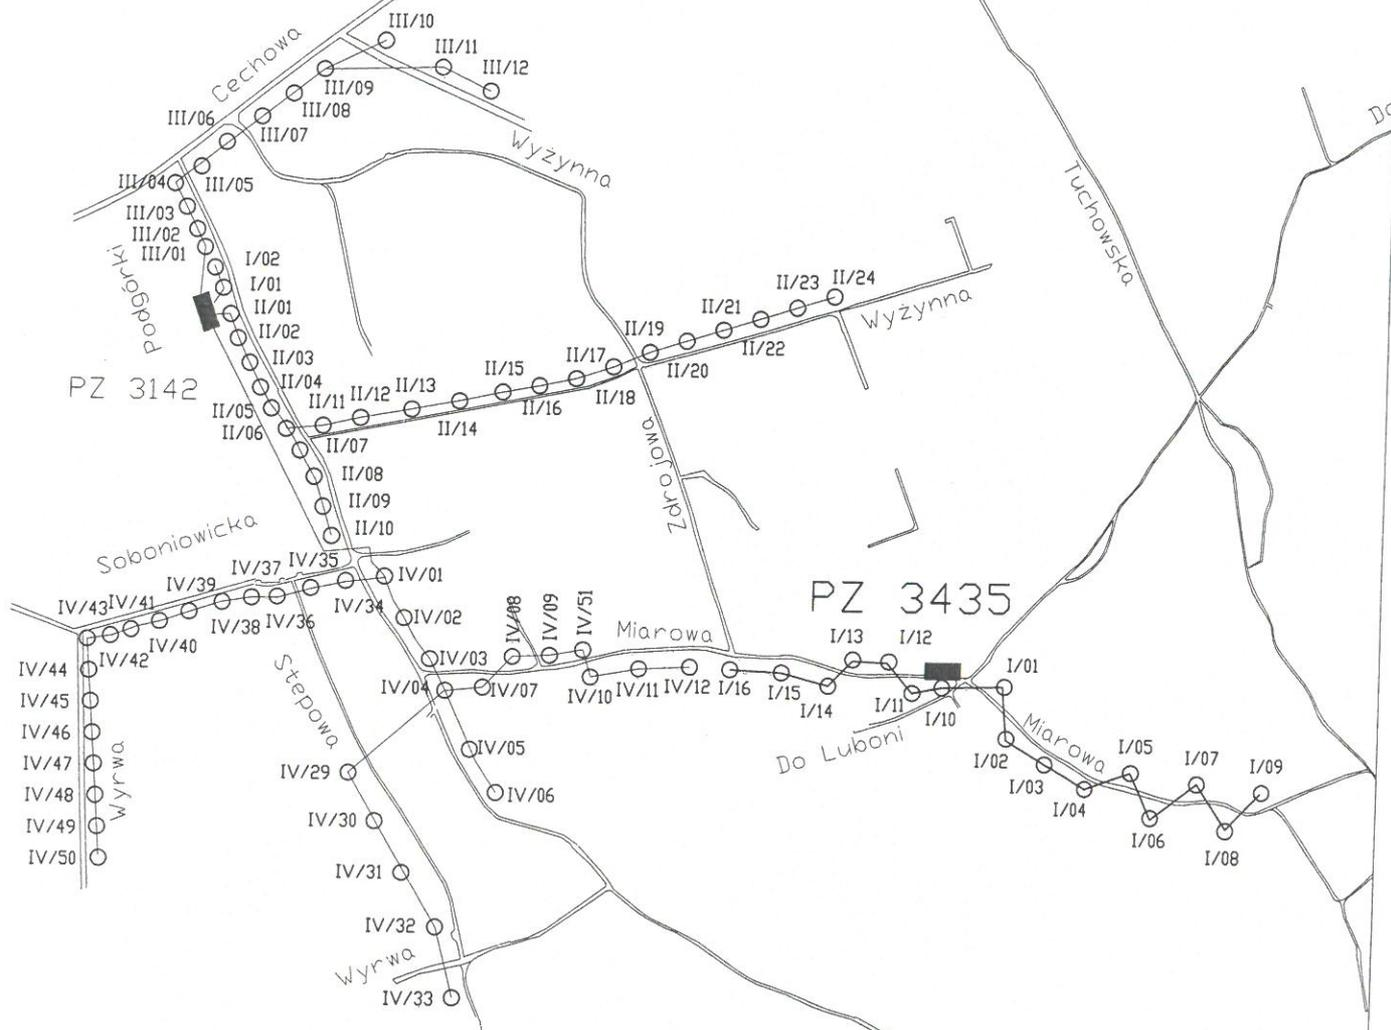 III/10
Cechowa
III/11
III/12
III/09
III/08
III/06
III/07
Wyżynna
III/04
III/05
III/03
III/02
III/01
Podgórki
I/02
I/01
II/01
II/02
II/03
II/04
II/05
II/06
PZ 3142
Tuchowska
II/24
II/23
II/21
II/22
Wyżynna
II/19
II/20
II/17
II/18
II/15
II/16
II/13
II/14
II/12
II/11
II/07
II/08
II/09
II/10
Zdrojowa
Soboniowicka
IV/35
IV/37
IV/39
IV/41
IV/43
IV/34
IV/36
IV/38
IV/40
IV/42
IV/01
IV/02
IV/03
IV/04
IV/08
IV/09
IV/51
Miarowa
PZ 3435
IV/07
IV/10
IV/11
IV/12
I/16
I/15
I/14
I/13
I/12
I/11
I/10
I/01
IV/44
IV/45
IV/46
IV/47
IV/48
IV/49
IV/50
Wyrwa
Stepowa
IV/05
IV/06
IV/29
IV/30
IV/31
IV/32
IV/33
Wyrwa
Do Luboni
Miarowa
I/02
I/03
I/04
I/05
I/06
I/07
I/08
I/09
Do